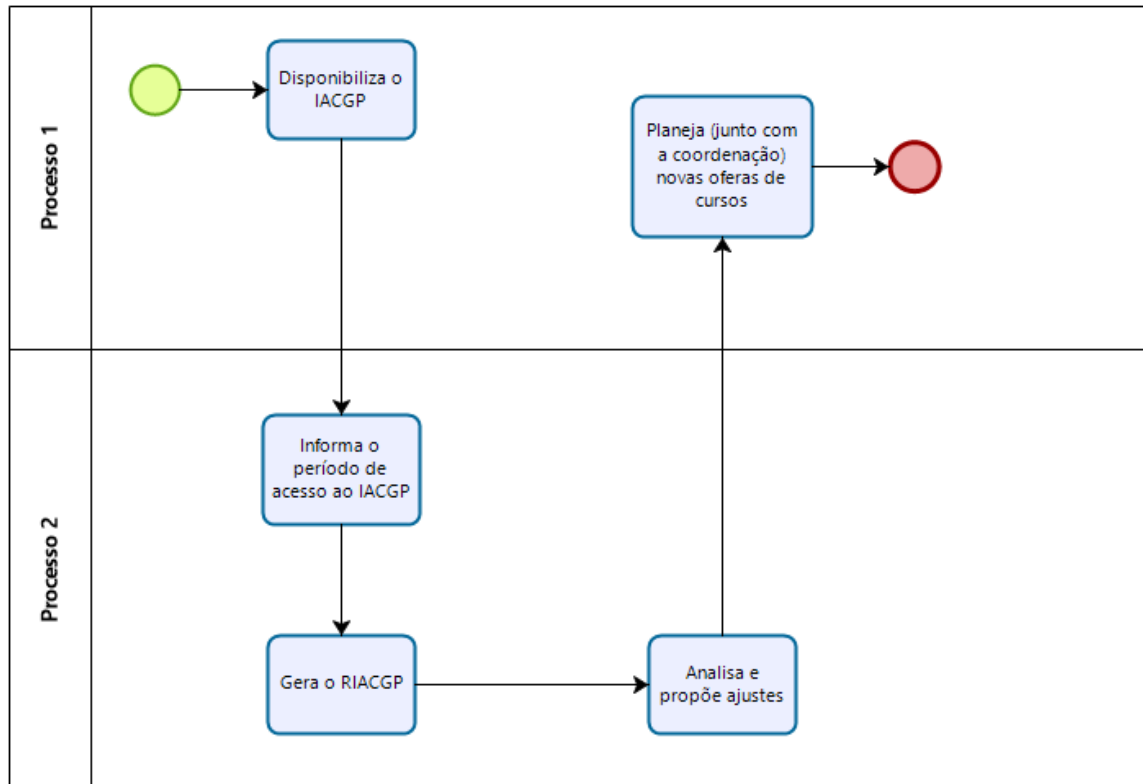 Processo 1
Disponibiliza o
IACGP
Planeja (junto com
a coordenação)
novas oferas de
cursos
Processo 2
Informa o
período de
acesso ao IACGP
Gera o RIACGP
Analisa e
propõe ajustes